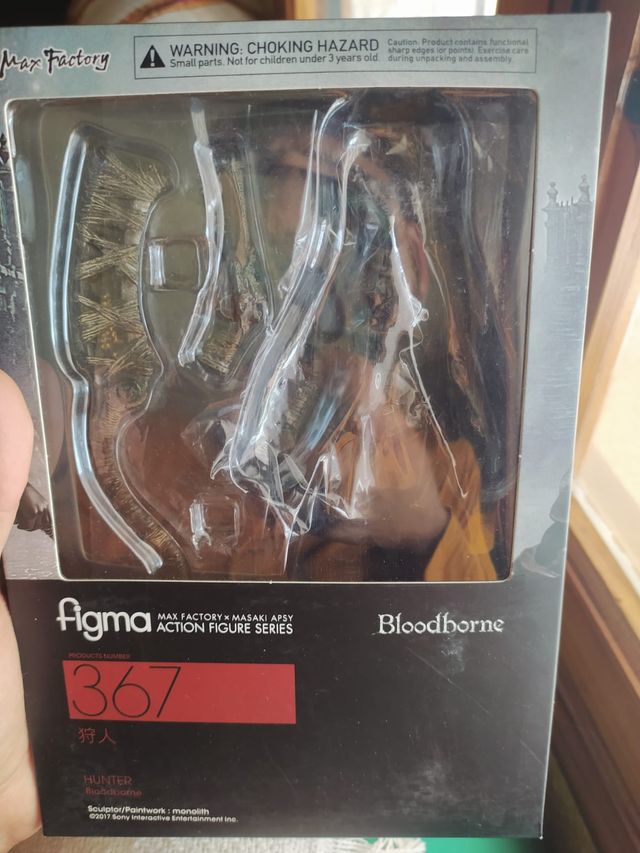 Max Factory
WARNING: CHOKING HAZARD
Small parts. Not for children under 3 years old.
Caution: Product contains functional
sharp edges (or points). Exercise care
during unpacking and assembly.
figma
MAX FACTORY × MASAKI APSY
ACTION FIGURE SERIES
Bloodborne
PRODUCTS NUMBER
367
狩人
HUNTER
Bloodborne
Sculptor/Paintwork : monolith
©2017 Sony Interactive Entertainment Inc.